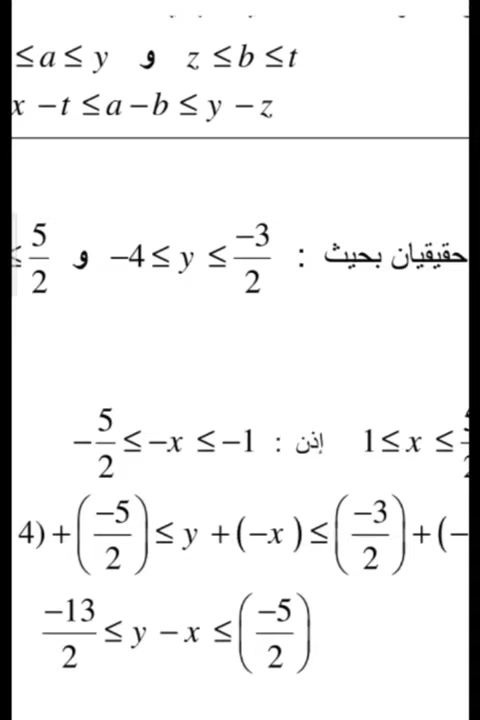 ≤ a ≤ y و z ≤ b ≤ t
x − t ≤ a − b ≤ y − z
حقيقيان بحيث : −4 ≤ y ≤ −3/2 و ≤ 5/2
1 ≤ x ≤ إذن : −5/2 ≤ −x ≤ −1
4) + (−5/2) ≤ y + (−x) ≤ (−3/2) + (−
−13/2 ≤ y − x ≤ (−5/2)